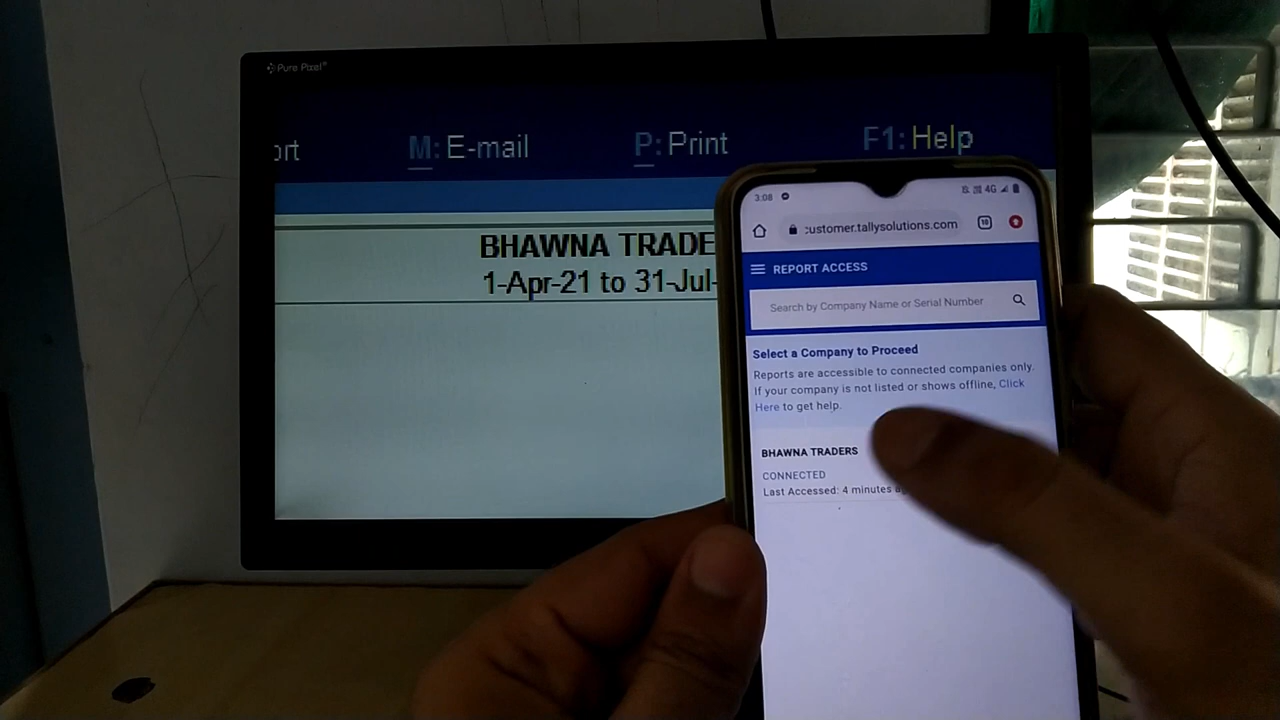 Pure Pixel®
ort
M: E-mail
P: Print
F1: Help
BHAWNA TRADE
1-Apr-21 to 31-Jul-
3:08
4G
:ustomer.tallysolutions.com
10
REPORT ACCESS
Search by Company Name or Serial Number
Select a Company to Proceed
Reports are accessible to connected companies only.
If your company is not listed or shows offline, Click
Here to get help.
BHAWNA TRADERS
CONNECTED
Last Accessed: 4 minutes